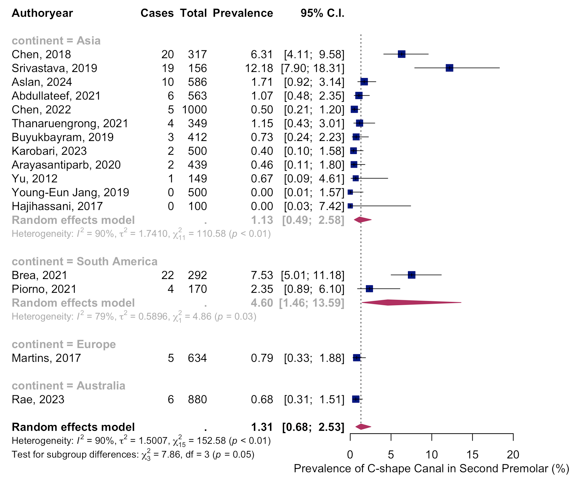 Authoryear Cases Total Prevalence 95% C.I.
continent = Asia
Chen, 2018 20 317 6.31 [4.11; 9.58]
Srivastava, 2019 19 156 12.18 [7.90; 18.31]
Aslan, 2024 10 586 1.71 [0.92; 3.14]
Abdullateef, 2021 6 563 1.07 [0.48; 2.35]
Chen, 2022 5 1000 0.50 [0.21; 1.20]
Thanaruengrong, 2021 4 349 1.15 [0.43; 3.01]
Buyukbayram, 2019 3 412 0.73 [0.24; 2.23]
Karobari, 2023 2 500 0.40 [0.10; 1.58]
Arayasantiparb, 2020 2 439 0.46 [0.11; 1.80]
Yu, 2012 1 149 0.67 [0.09; 4.61]
Young-Eun Jang, 2019 0 500 0.00 [0.01; 1.57]
Hajihassani, 2017 0 100 0.00 [0.03; 7.42]
Random effects model . 1.13 [0.49; 2.58]
Heterogeneity: I² = 90%, τ² = 1.7410, χ²₁₁ = 110.58 (p < 0.01)
continent = South America
Brea, 2021 22 292 7.53 [5.01; 11.18]
Piorno, 2021 4 170 2.35 [0.89; 6.10]
Random effects model . 4.60 [1.46; 13.59]
Heterogeneity: I² = 79%, τ² = 0.5896, χ²₁ = 4.86 (p = 0.03)
continent = Europe
Martins, 2017 5 634 0.79 [0.33; 1.88]
continent = Australia
Rae, 2023 6 880 0.68 [0.31; 1.51]
Random effects model . 1.31 [0.68; 2.53]
Heterogeneity: I² = 90%, τ² = 1.5007, χ²₁₅ = 152.58 (p < 0.01)
Test for subgroup differences: χ²₃ = 7.86, df = 3 (p = 0.05)
0 5 10 15 20
Prevalence of C-shape Canal in Second Premolar (%)